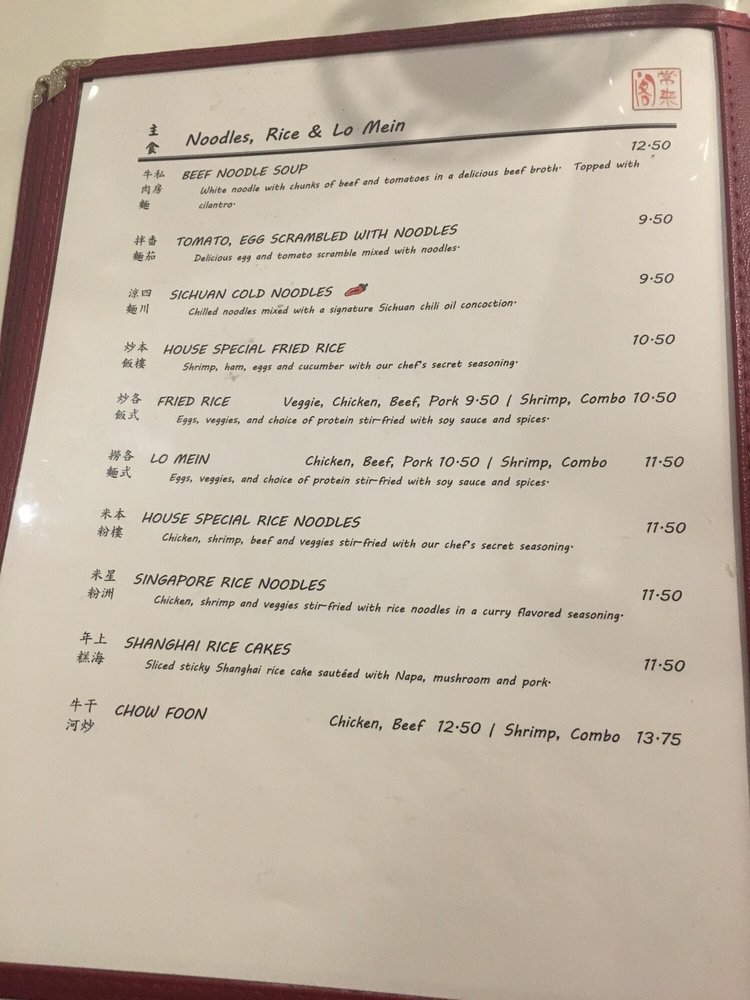 常来
阁
主食 Noodles, Rice & Lo Mein
私房牛肉麵 BEEF NOODLE SOUP 12.50
White noodle with chunks of beef and tomatoes in a delicious beef broth. Topped with
cilantro.
番茄拌麵 TOMATO, EGG SCRAMBLED WITH NOODLES 9.50
Delicious egg and tomato scramble mixed with noodles.
四川涼麵 SICHUAN COLD NOODLES 9.50
Chilled noodles mixed with a signature Sichuan chili oil concoction.
本樓炒飯 HOUSE SPECIAL FRIED RICE 10.50
Shrimp, ham, eggs and cucumber with our chef's secret seasoning.
各式炒飯 FRIED RICE Veggie, Chicken, Beef, Pork 9.50 / Shrimp, Combo 10.50
Eggs, veggies, and choice of protein stir-fried with soy sauce and spices.
各式撈麵 LO MEIN Chicken, Beef, Pork 10.50 / Shrimp, Combo 11.50
Eggs, veggies, and choice of protein stir-fried with soy sauce and spices.
本樓米粉 HOUSE SPECIAL RICE NOODLES 11.50
Chicken, shrimp, beef and veggies stir-fried with our chef's secret seasoning.
星洲米粉 SINGAPORE RICE NOODLES 11.50
Chicken, shrimp and veggies stir-fried with rice noodles in a curry flavored seasoning.
上海年糕 SHANGHAI RICE CAKES 11.50
Sliced sticky Shanghai rice cake sautéed with Napa, mushroom and pork.
干炒牛河 CHOW FOON Chicken, Beef 12.50 / Shrimp, Combo 13.75